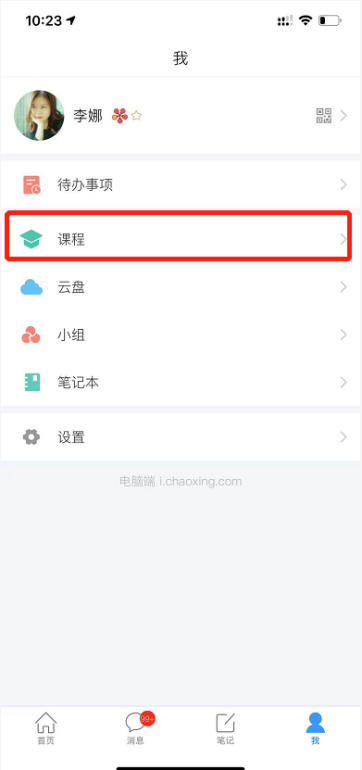 10:23
我
李娜
待办事项
课程
云盘
小组
笔记本
设置
电脑端 i.chaoxing.com
99+
首页 消息 笔记 我